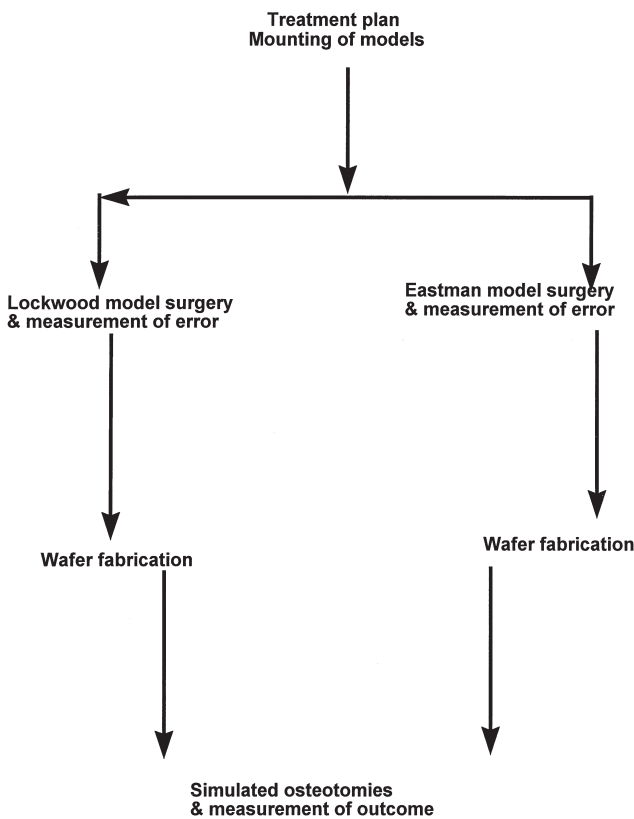 Treatment plan
Mounting of models
Lockwood model surgery
& measurement of error
Eastman model surgery
& measurement of error
Wafer fabrication
Wafer fabrication
Simulated osteotomies
& measurement of outcome